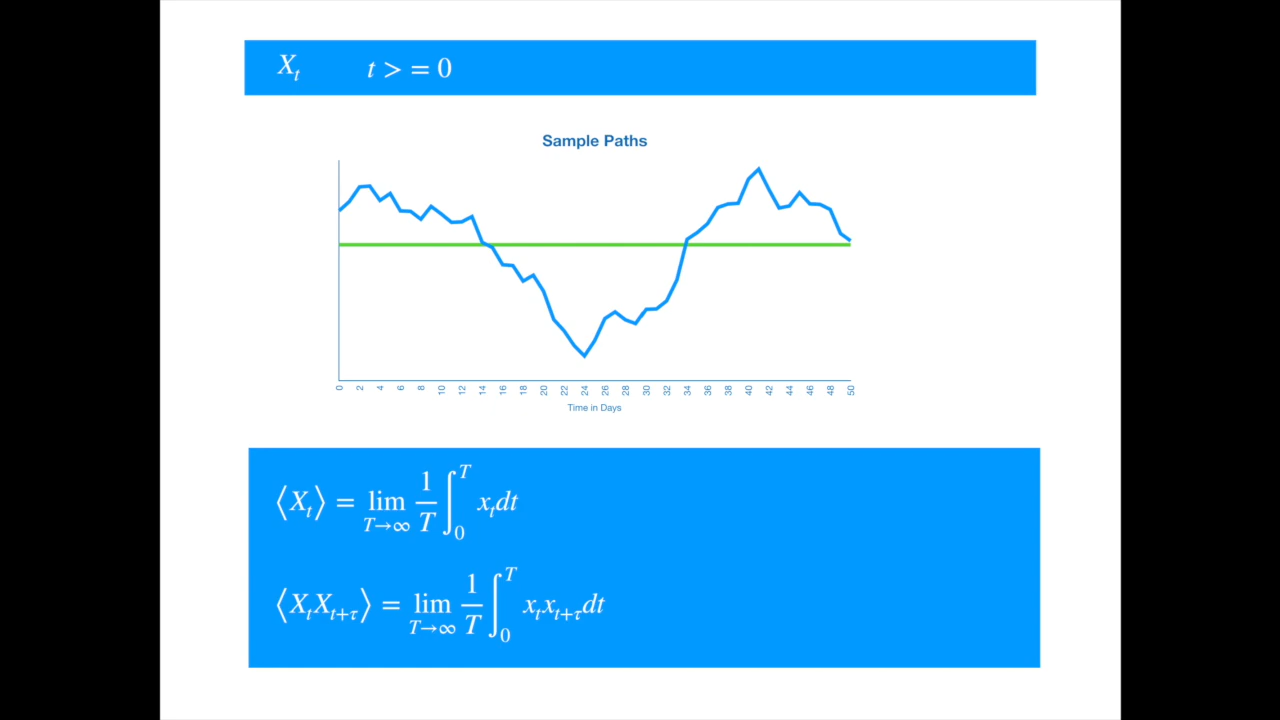 X_t t > = 0
Sample Paths
0 2 4 6 8 10 12 14 16 18 20 22 24 26 28 30 32 34 36 38 40 42 44 46 48 50
Time in Days
⟨X_t⟩ = lim_{T→∞} \frac{1}{T} ∫_0^T x_t dt
⟨X_t X_{t+τ}⟩ = lim_{T→∞} \frac{1}{T} ∫_0^T x_t x_{t+τ} dt